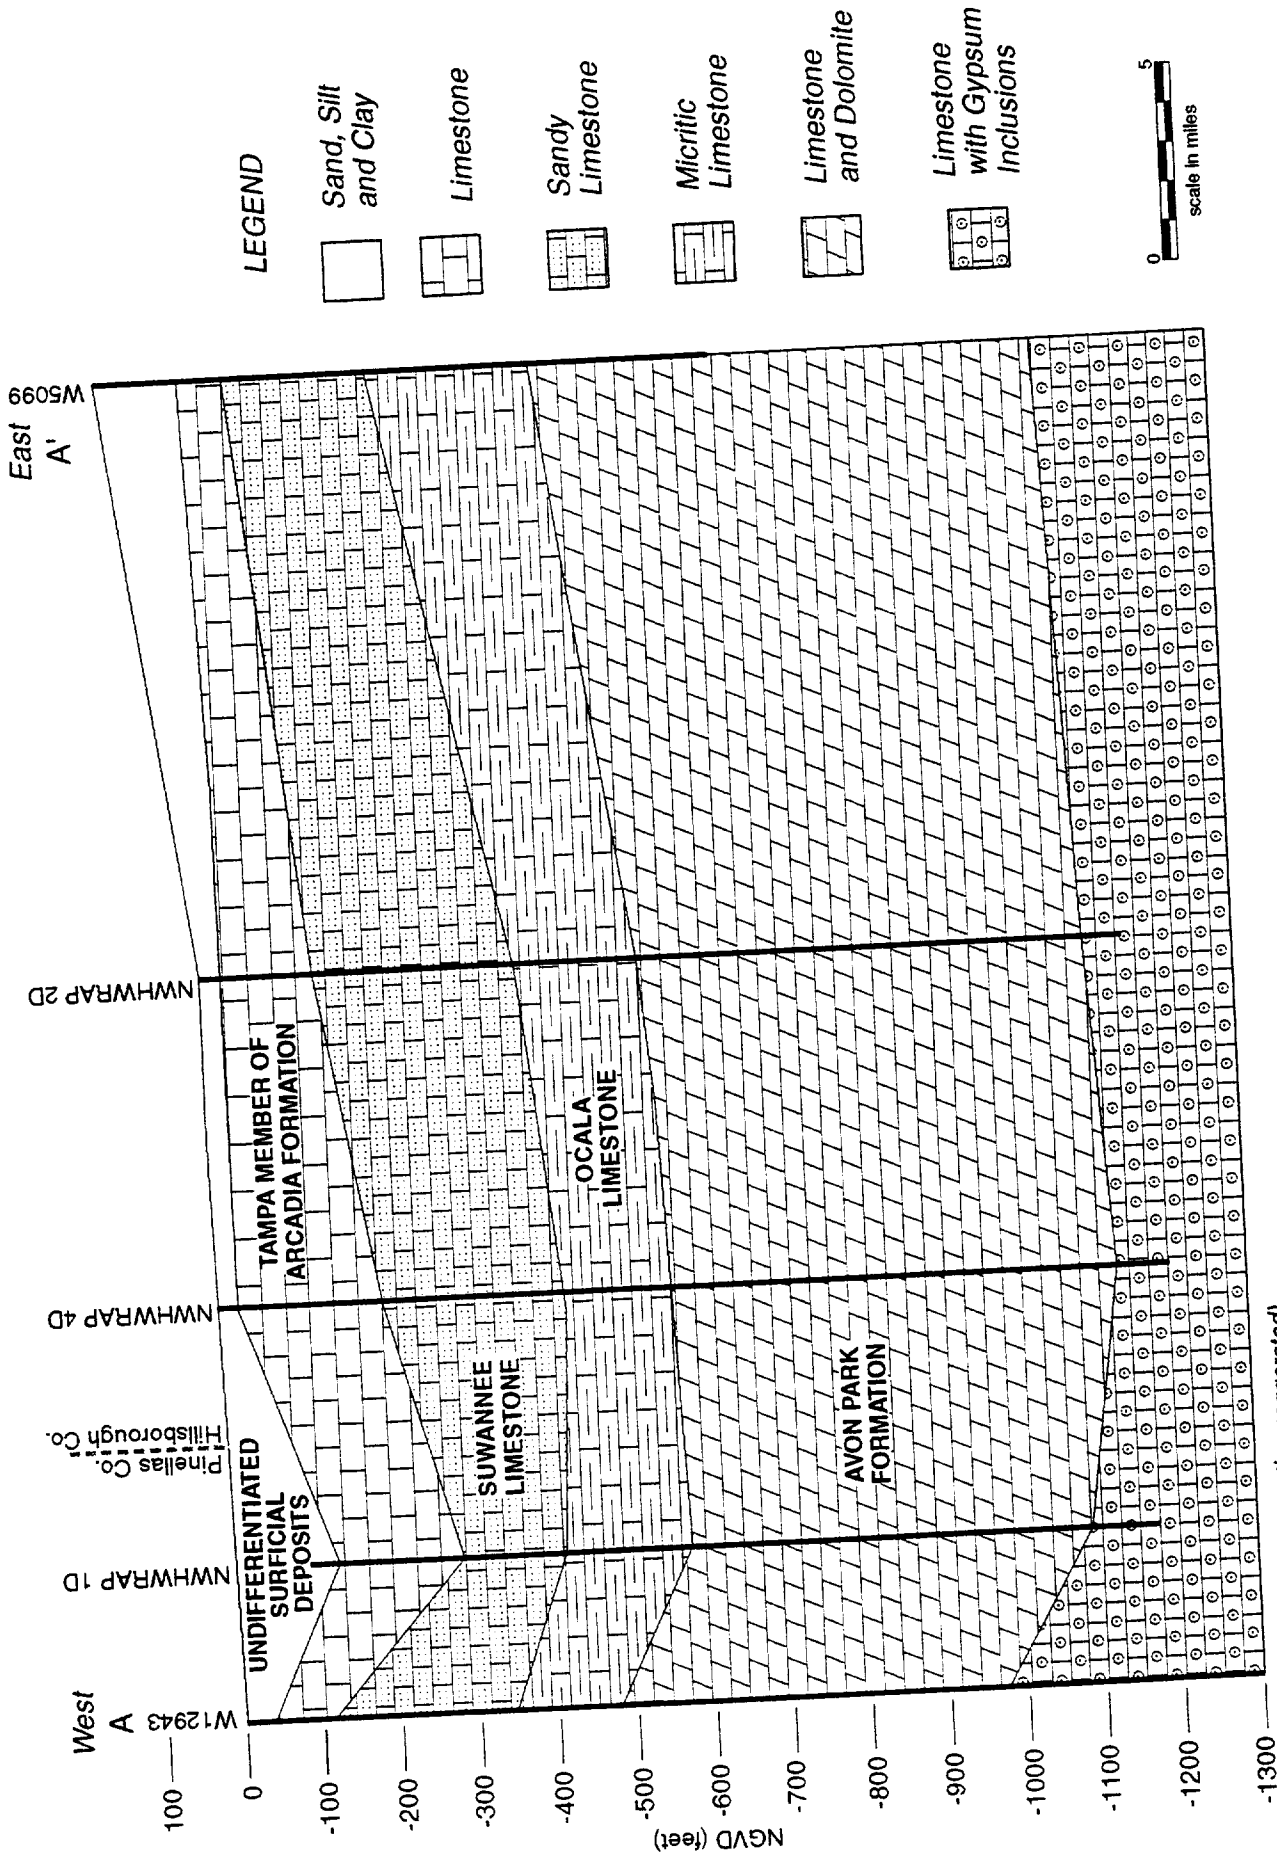 West
A
W12943
NWHWRAP 1D
Pinellas Co.
Hillsborough Co.
NWHWRAP 4D
NWHWRAP 2D
East
A'
W5099
100
0
-100
-200
-300
-400
-500
-600
-700
-800
-900
-1000
-1100
-1200
-1300
NGVD (feet)
UNDIFFERENTIATED
SURFICIAL
DEPOSITS
TAMPA MEMBER OF
ARCADIA FORMATION
SUWANNEE
LIMESTONE
OCALA
LIMESTONE
AVON PARK
FORMATION
LEGEND
Sand, Silt
and Clay
Limestone
Sandy
Limestone
Micritic
Limestone
Limestone
and Dolomite
Limestone
with Gypsum
Inclusions
0
5
scale in miles